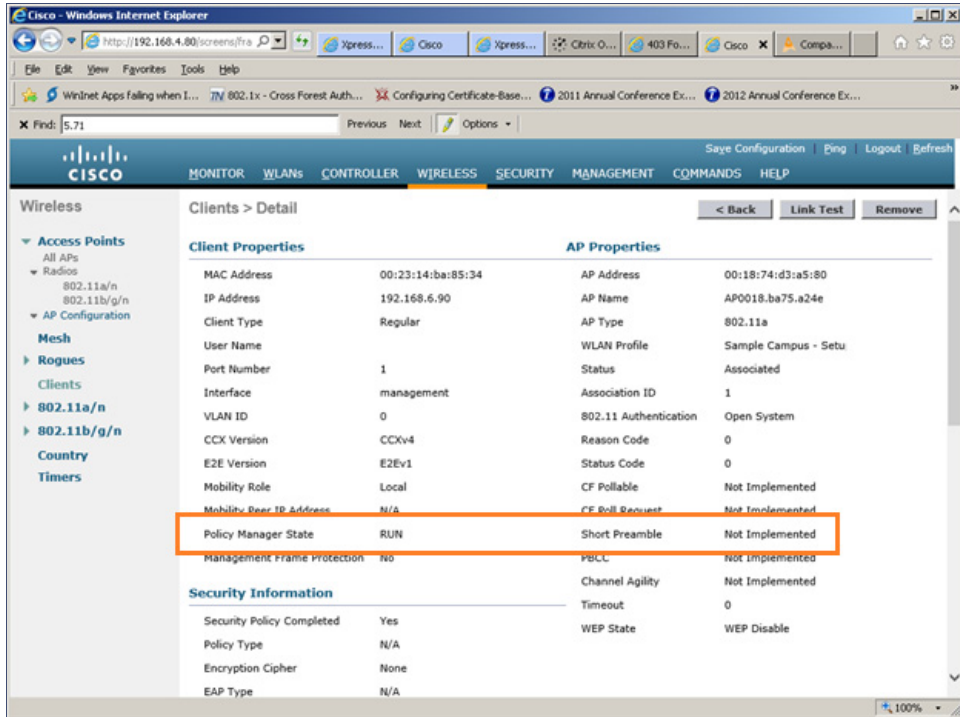 Cisco - Windows Internet Explorer
http://192.168.4.80/screens/fra
Xpress...
Cisco
Xpress...
Citrix O...
403 Fo...
Cisco
Compa...
File Edit View Favorites Tools Help
WinInet Apps failing when I...
802.1x - Cross Forest Auth...
Configuring Certificate-Base...
2011 Annual Conference Ex...
2012 Annual Conference Ex...
Find: 5.71 Previous Next Options
Save Configuration | Ping | Logout | Refresh
CISCO
MONITOR WLANs CONTROLLER WIRELESS SECURITY MANAGEMENT COMMANDS HELP
Wireless
Access Points
All APs
Radios
802.11a/n
802.11b/g/n
AP Configuration
Mesh
Rogues
Clients
802.11a/n
802.11b/g/n
Country
Timers
Clients > Detail
< Back
Link Test
Remove
Client Properties
MAC Address 00:23:14:ba:85:34
IP Address 192.168.6.90
Client Type Regular
User Name
Port Number 1
Interface management
VLAN ID 0
CCX Version CCXv4
E2E Version E2Ev1
Mobility Role Local
Mobility Peer IP Address N/A
Policy Manager State RUN
Management Frame Protection No
Security Information
Security Policy Completed Yes
Policy Type N/A
Encryption Cipher None
EAP Type N/A
AP Properties
AP Address 00:18:74:d3:a5:80
AP Name AP0018.ba75.a24e
AP Type 802.11a
WLAN Profile Sample Campus - Setu
Status Associated
Association ID 1
802.11 Authentication Open System
Reason Code 0
Status Code 0
CF Pollable Not Implemented
CF Poll Request Not Implemented
Short Preamble Not Implemented
PBCC Not Implemented
Channel Agility Not Implemented
Timeout 0
WEP State WEP Disable
100%